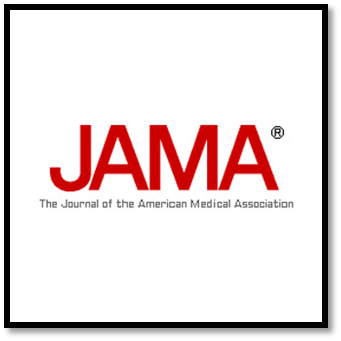 JAMA®
The Journal of the American Medical Association